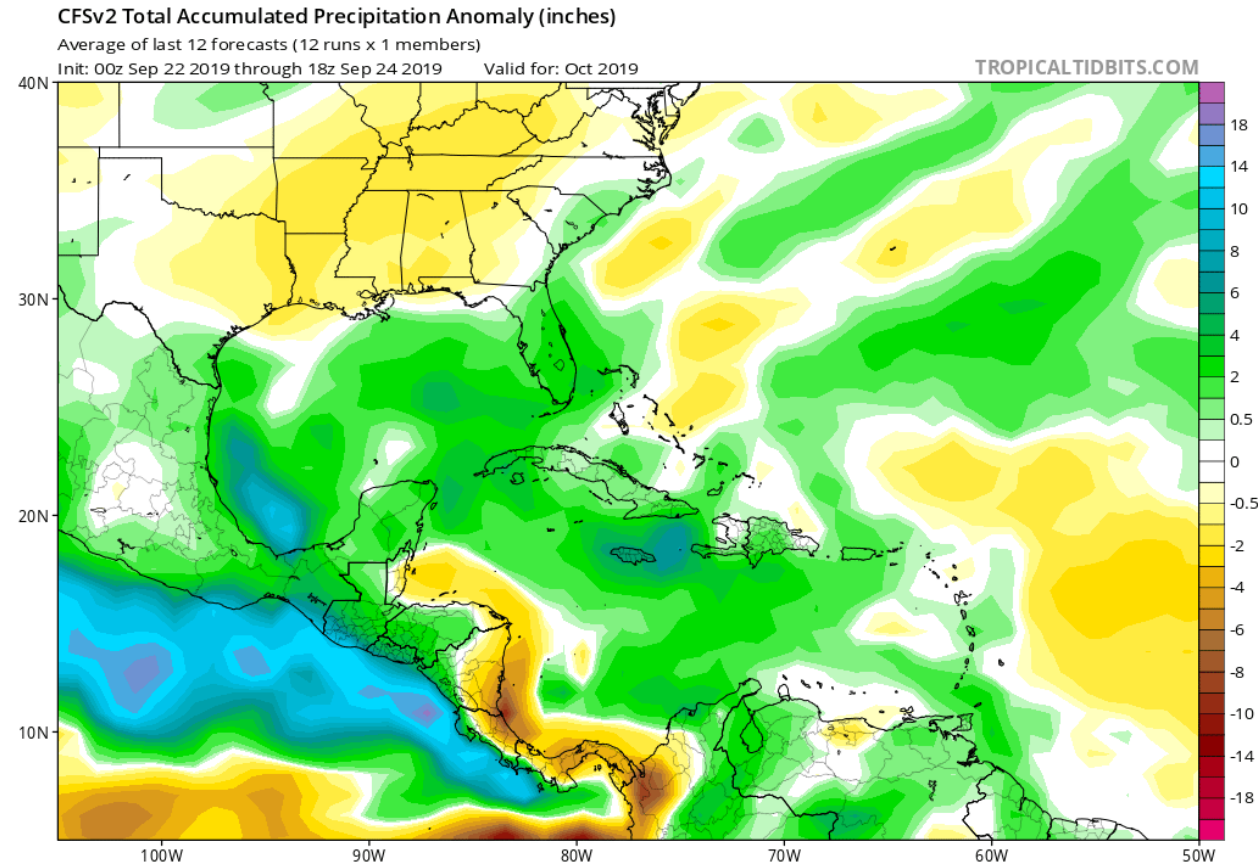 CFSv2 Total Accumulated Precipitation Anomaly (inches)
Average of last 12 forecasts (12 runs x 1 members)
Init: 00z Sep 22 2019 through 18z Sep 24 2019 Valid for: Oct 2019
TROPICALTIDBITS.COM
40N
30N
20N
10N
100W
90W
80W
70W
60W
50W
18
14
10
8
6
4
2
0.5
0
-0.5
-2
-4
-6
-8
-10
-14
-18